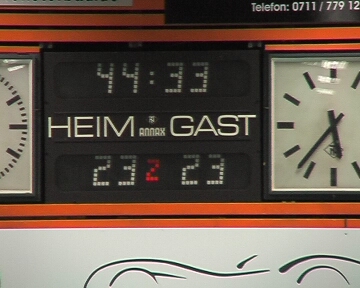 Telefon: 0711 / 779 12
44:33
HEIM ANNAX GAST
23 2 23